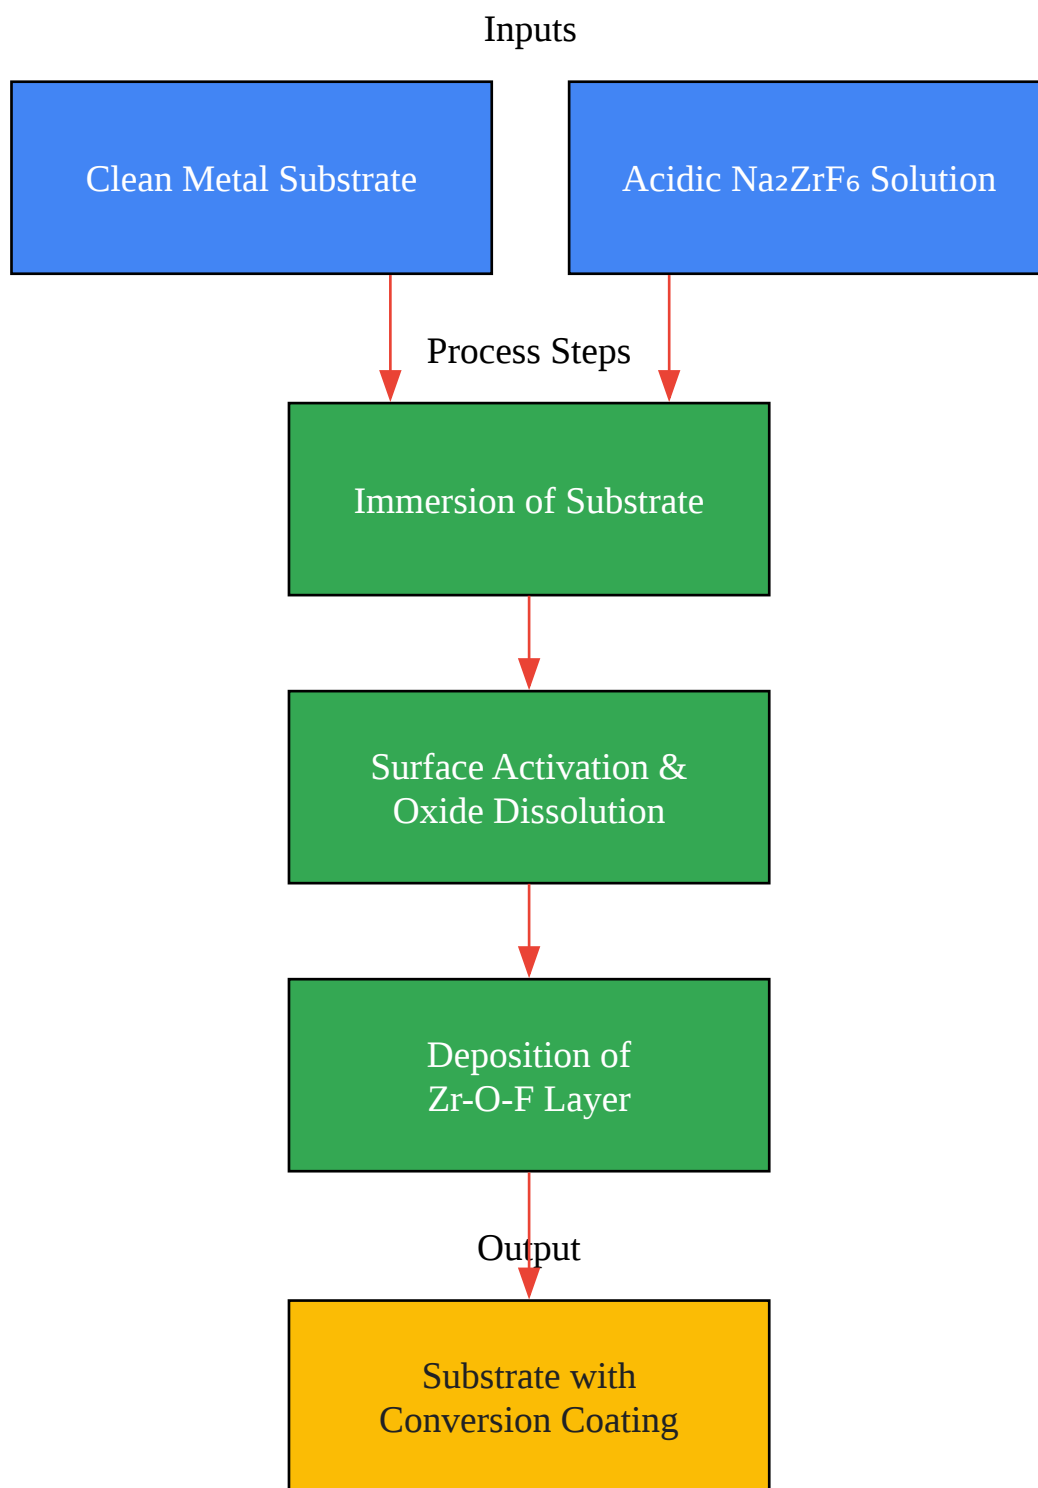 Inputs
Clean Metal Substrate
Acidic Na₂ZrF₆ Solution
Process Steps
Immersion of Substrate
Surface Activation &
Oxide Dissolution
Deposition of
Zr-O-F Layer
Output
Substrate with
Conversion Coating